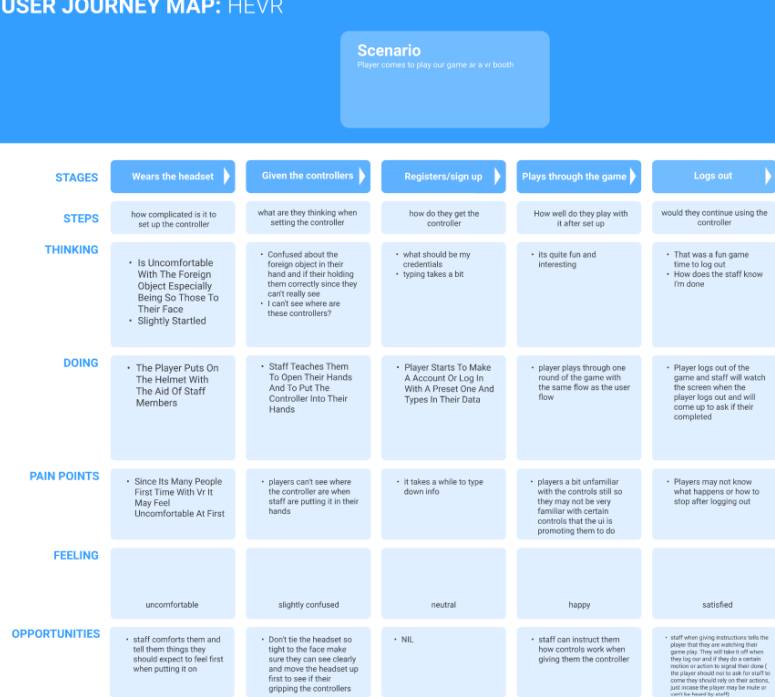 USER JOURNEY MAP: HEVR
Scenario
Player comes to play our game ar a vr booth
STAGES
Wears the headset
Given the controllers
Registers/sign up
Plays through the game
Logs out
STEPS
how complicated is it to
set up the controller
what are they thinking when
setting the controller
how do they get the
controller
How well do they play with
it after set up
would they continue using the
controller
THINKING
• Is Uncomfortable
With The Foreign
Object Especially
Being So Those To
Their Face
• Slightly Startled
• Confused about the
foreign object in their
hand and if their holding
them correctly since they
can't really see
• I can't see where are
these controllers?
• what should be my
credentials
• typing takes a bit
• its quite fun and
interesting
• That was a fun game
time to log out
• How does the staff know
I'm done
DOING
• The Player Puts On
The Helmet With
The Aid Of Staff
Members
• Staff Teaches Them
To Open Their Hands
And To Put The
Controller Into Their
Hands
• Player Starts To Make
A Account Or Log In
With A Preset One And
Types In Their Data
• player plays through one
round of the game with
the same flow as the user
flow
• Player logs out of the
game and staff will watch
the screen when the
player logs out and will
come up to ask if their
completed
PAIN POINTS
• Since Its Many People
First Time With Vr It
May Feel
Uncomfortable At First
• players can't see where
the controller are when
staff are putting it in their
hands
• it takes a while to type
down info
• players a bit unfamiliar
with the controls still so
they may not be very
familiar with certain
controls that the ui is
promoting them to do
• Players may not know
what happens or how to
stop after logging out
FEELING
uncomfortable
slightly confused
neutral
happy
satisfied
OPPORTUNITIES
• staff comforts them and
tell them things they
should expect to feel first
when putting it on
• Don't tie the headset so
tight to the face make
sure they can see clearly
and move the headset up
first to see if their
gripping the controllers
• NIL
• staff can instruct them
how controls work when
giving them the controller
• staff when giving instructions tells the
player that they are watching their
game play. They will take it off when
they log our and if they do a certain
motion or action to signal their done (
the player should not to ask for staff to
come they should rely on their actions,
just incase the player may be mute or
can't be heard by staff)